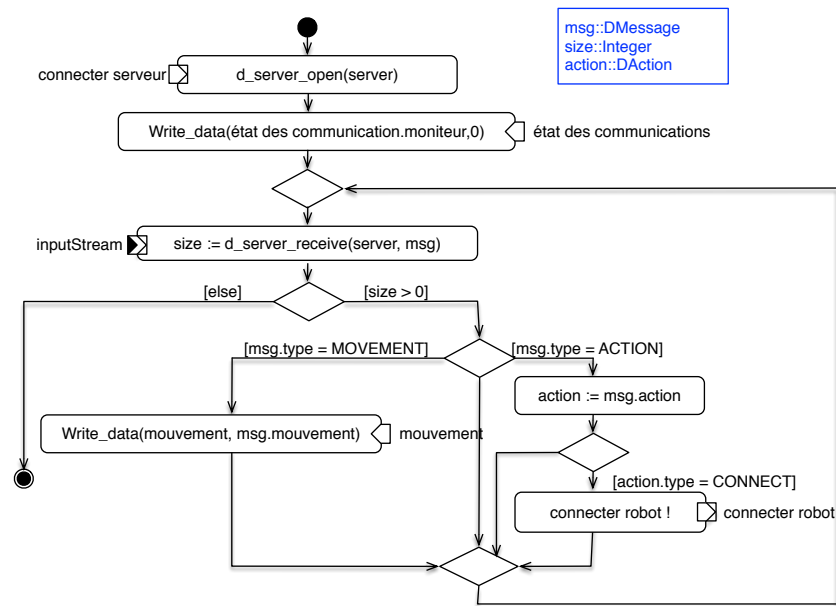 msg::DMessage
size::Integer
action::DAction
connecter serveur
d_server_open(server)
Write_data(état des communication.moniteur,0)
état des communications
inputStream
size := d_server_receive(server, msg)
[else]
[size > 0]
[msg.type = MOVEMENT]
[msg.type = ACTION]
action := msg.action
Write_data(mouvement, msg.mouvement)
mouvement
[action.type = CONNECT]
connecter robot !
connecter robot